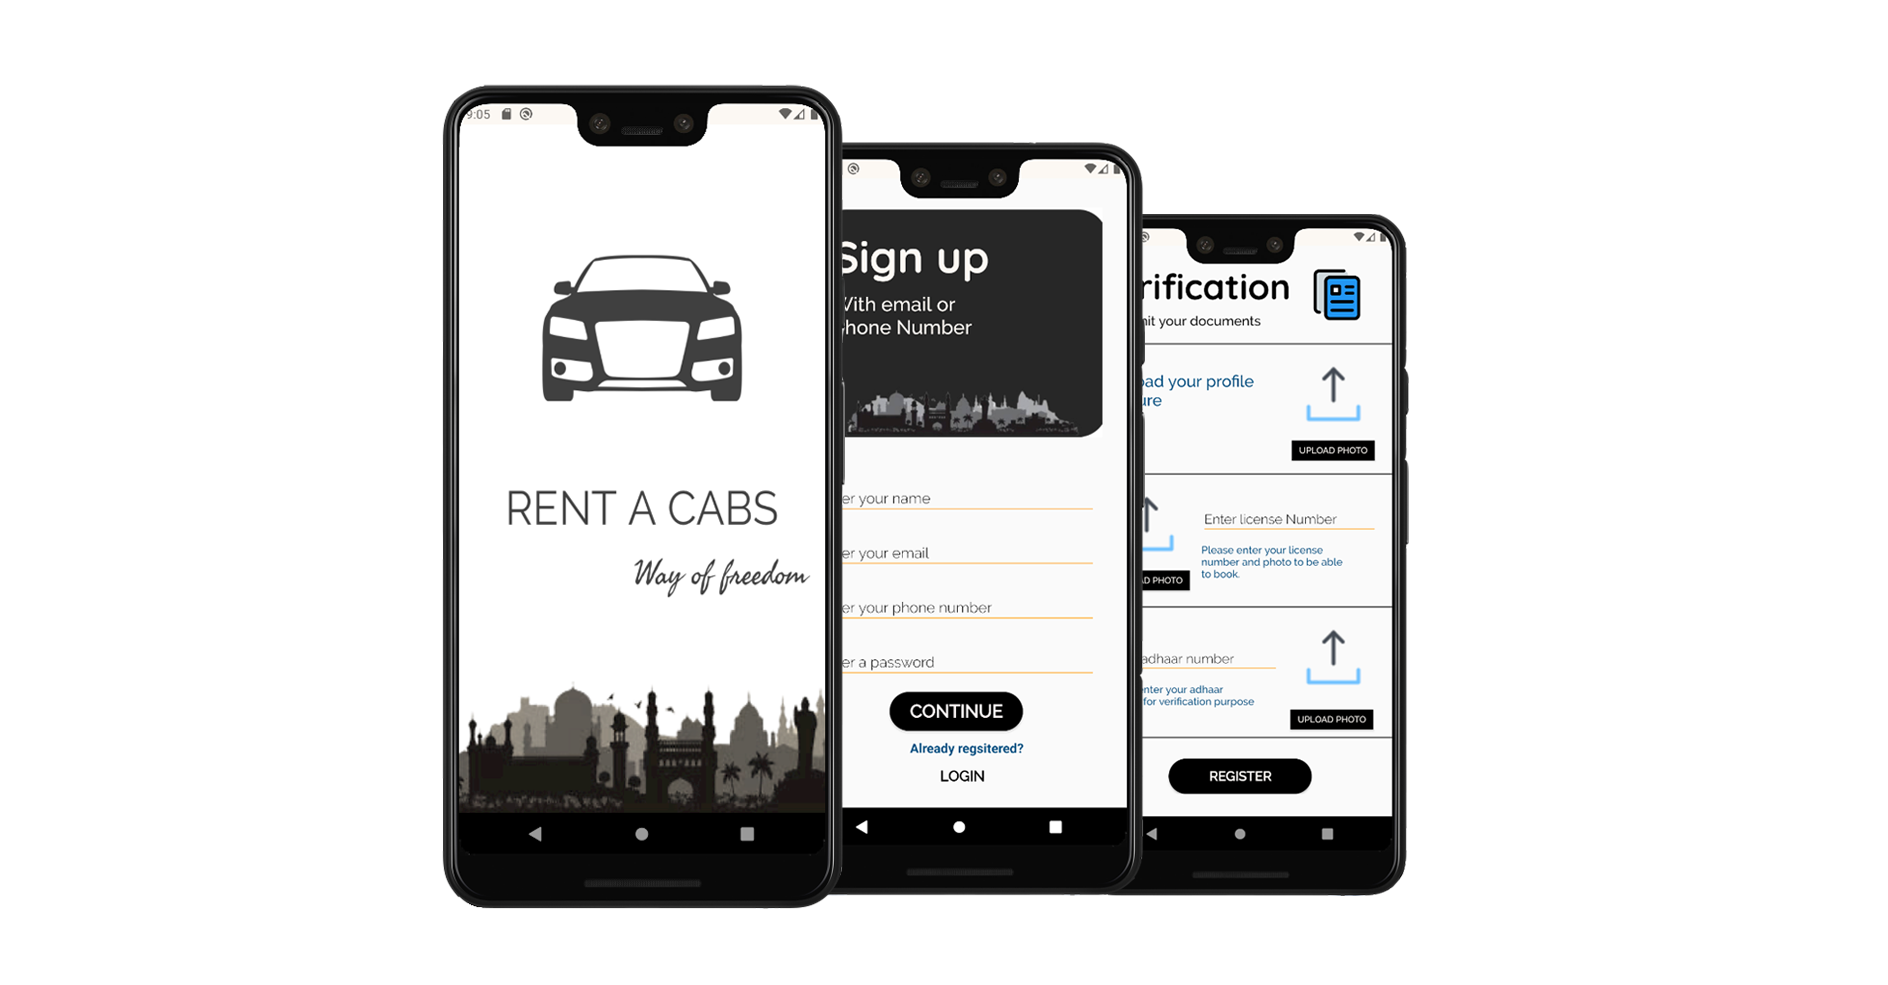 9:05
RENT A CABS
Way of freedom
Sign up
With email or
hone Number
er your name
er your email
er your phone number
er a password
CONTINUE
Already regsitered?
LOGIN
rification
it your documents
ad your profile
ure
UPLOAD PHOTO
Enter license Number
Please enter your license
number and photo to be able
to book.
D PHOTO
adhaar number
nter your adhaar
for verification purpose
UPLOAD PHOTO
REGISTER